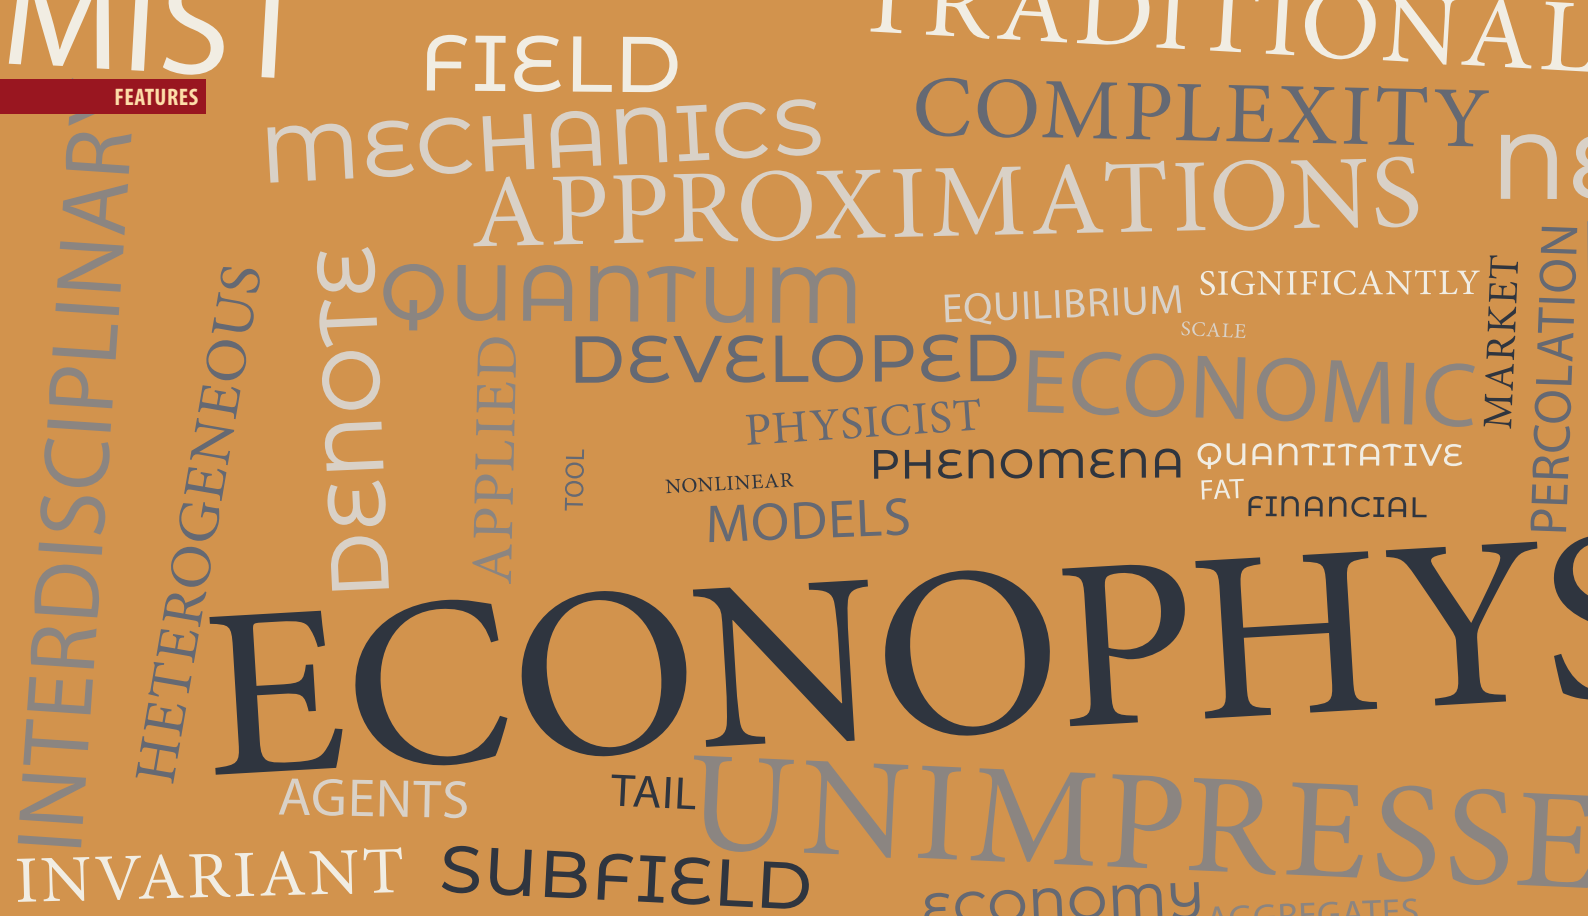 MIST
TRADITIONAL
FIELD
FEATURES
COMPLEXITY
MECHANICS
APPROXIMATIONS
INTERDISCIPLINARY
HETEROGENEOUS
DENOTE
QUANTUM
EQUILIBRIUM
SIGNIFICANTLY
SCALE
MARKET
PERCOLATION
DEVELOPED
ECONOMIC
APPLIED
PHYSICIST
TOOL
PHENOMENA
QUANTITATIVE
NONLINEAR
FAT
FINANCIAL
MODELS
ECONOPHYS
AGENTS
TAIL
UNIMPRESSE
INVARIANT
SUBFIELD
ECONOMY
AGGREGATES